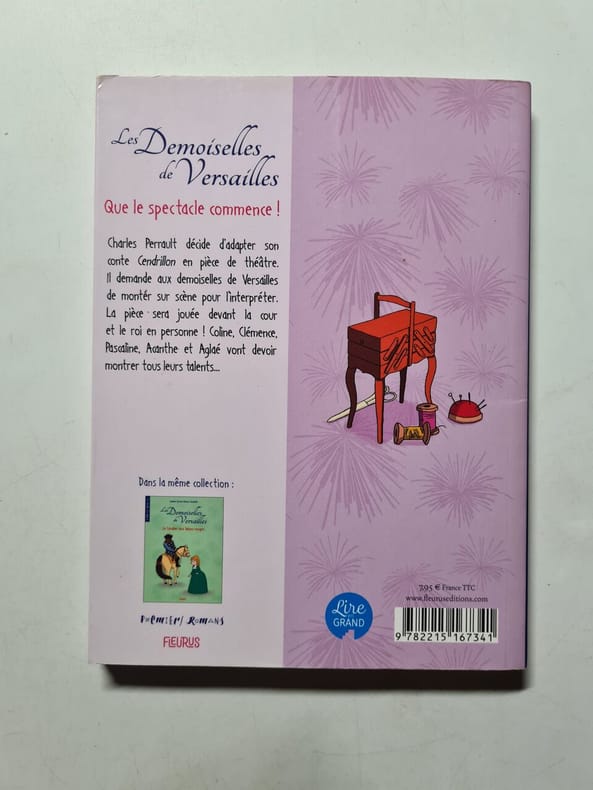 Les Demoiselles
de Versailles
Que le spectacle commence !
Charles Perrault décide d'adapter son
conte Cendrillon en pièce de théâtre.
Il demande aux demoiselles de Versailles
de montér sur scène pour l'interpréter.
La pièce sera jouée devant la cour
et le roi en personne ! Coline, Clémence,
Pascaline, Acanthe et Aglaé vont devoir
montrer tous leurs talents...
Dans la même collection :
Les Demoiselles
de Versailles
PREMIERS ROMANS
FLEURUS
Lire
GRAND
7,95 € France TTC
www.fleuruseditions.com
9 782215 167341